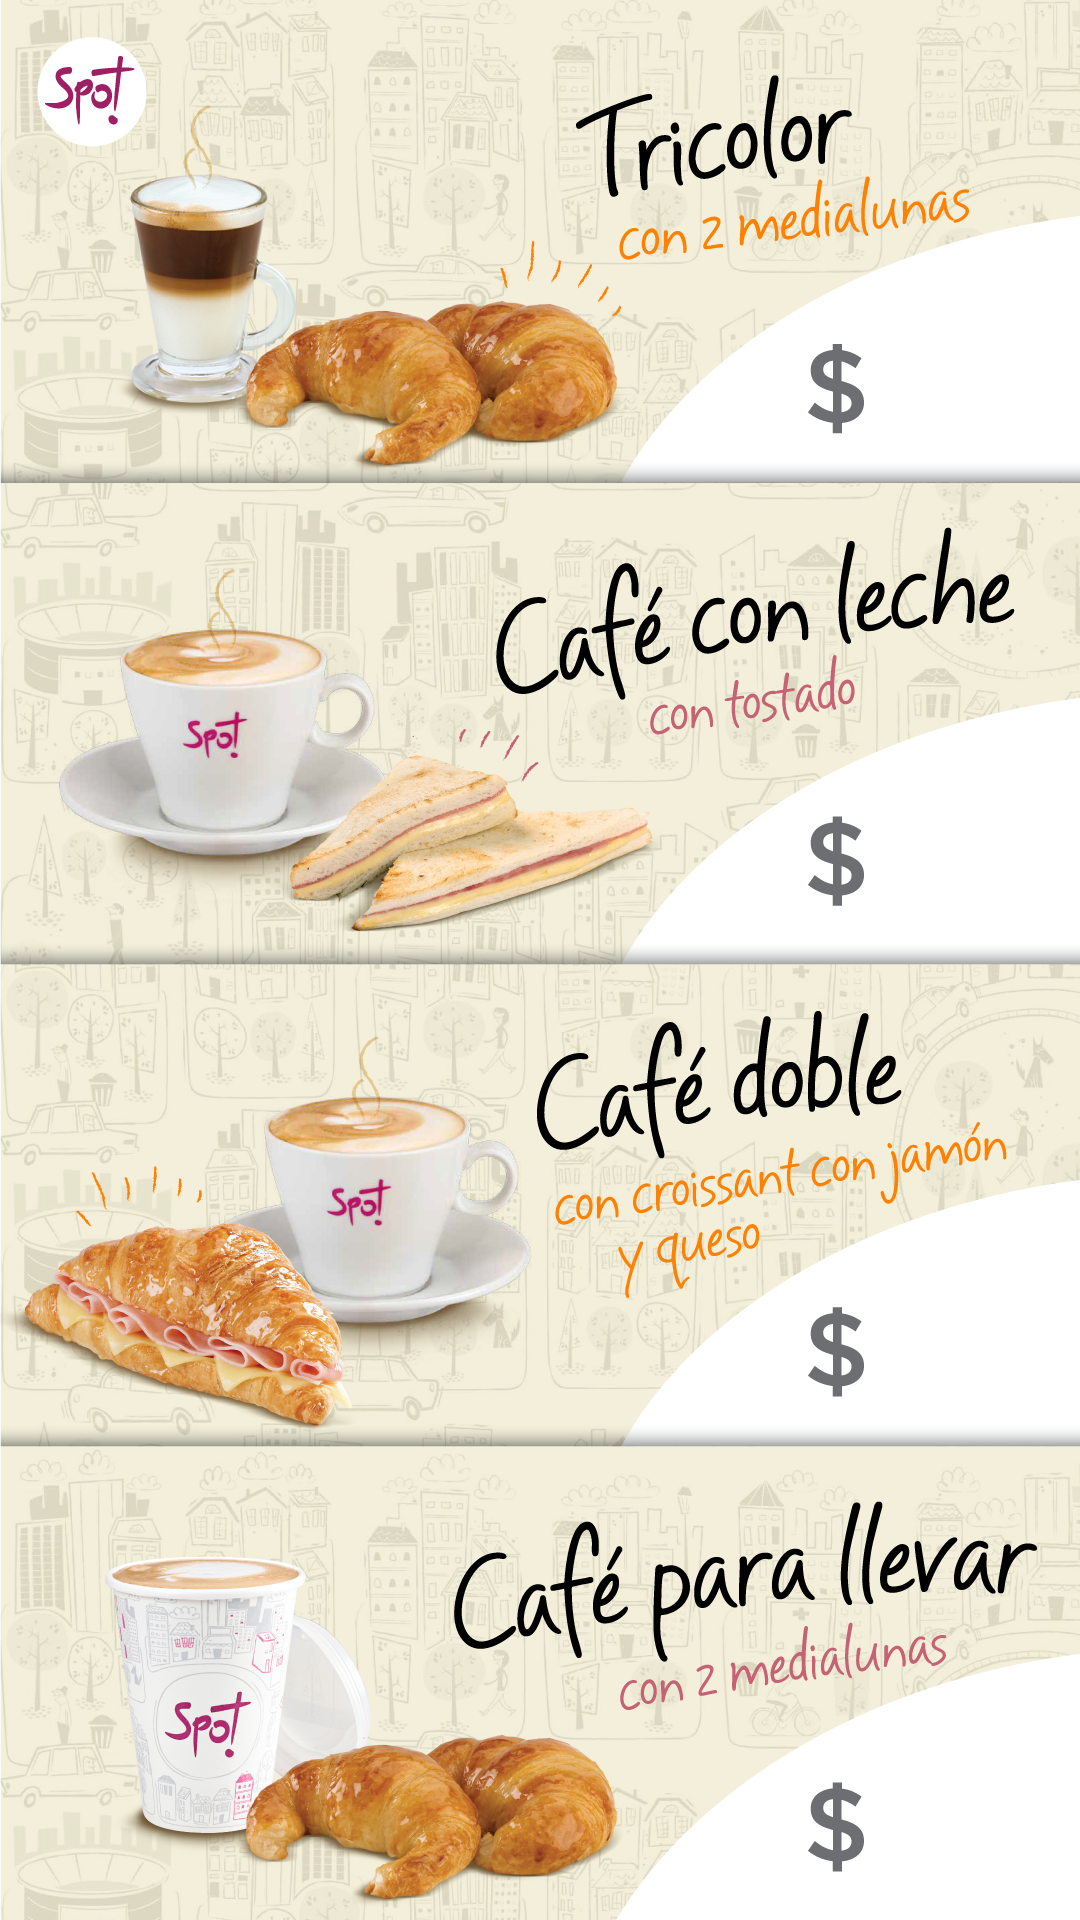 Spot!
Tricolor
con 2 medialunas
$
Café con leche
con tostado
Spot!
$
Café doble
con croissant con jamón
y queso
Spot!
$
Café para llevar
con 2 medialunas
Spot!
$